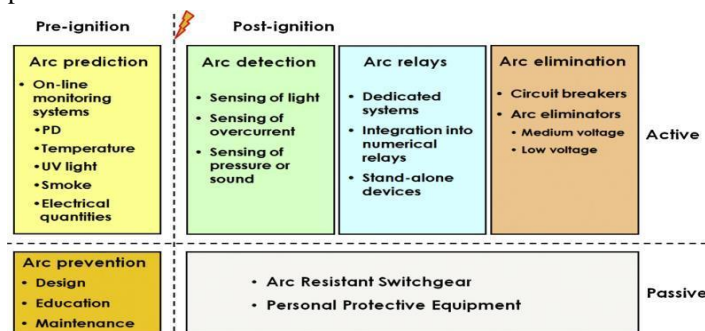 Pre-ignition
Post-ignition
Arc prediction
• On-line
monitoring
systems
•PD
•Temperature
•UV light
•Smoke
•Electrical
quantities
Arc detection
• Sensing of light
• Sensing of
overcurrent
• Sensing of
pressure or
sound
Arc relays
• Dedicated
systems
• Integration into
numerical
relays
• Stand-alone
devices
Arc elimination
• Circuit breakers
• Arc eliminators
• Medium voltage
• Low voltage
Active
Arc prevention
• Design
• Education
• Maintenance
• Arc Resistant Switchgear
• Personal Protective Equipment
Passive